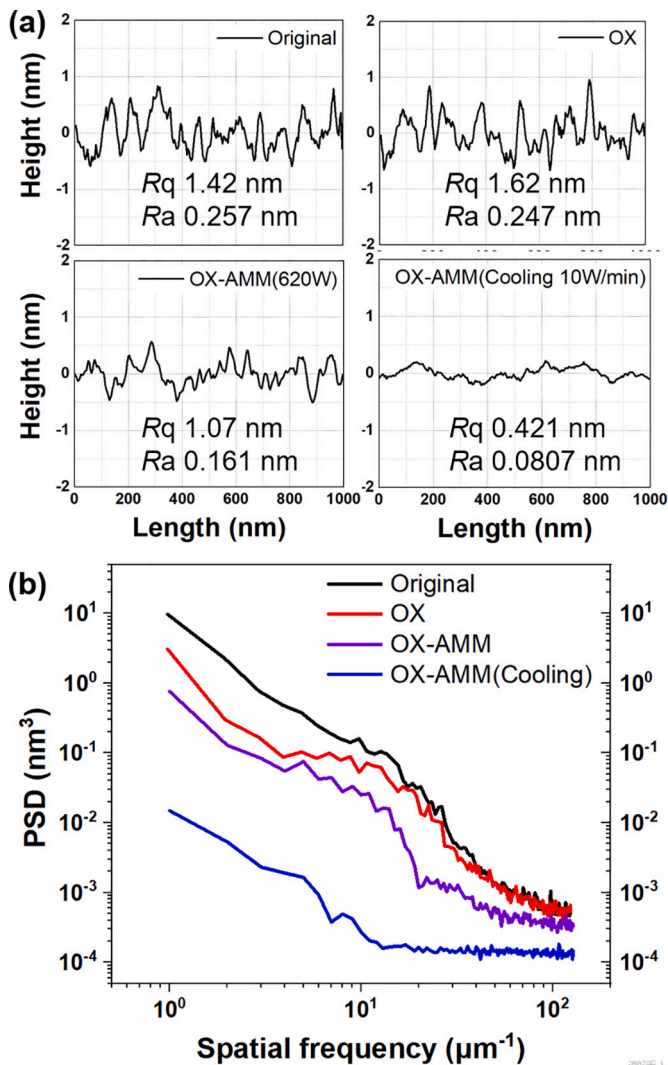 (a)
Original
OX
Height (nm)
2
1
0
-1
-2
Rq 1.42 nm
Ra 0.257 nm
2
1
0
-1
-2
Rq 1.62 nm
Ra 0.247 nm
OX-AMM(620W)
OX-AMM(Cooling 10W/min)
Height (nm)
2
1
0
-1
-2
Rq 1.07 nm
Ra 0.161 nm
0 200 400 600 800 1000
Length (nm)
2
1
0
-1
-2
Rq 0.421 nm
Ra 0.0807 nm
0 200 400 600 800 1000
Length (nm)
(b)
Original
OX
OX-AMM
OX-AMM(Cooling)
PSD (nm³)
10¹ 10¹
10⁰ 10⁰
10⁻¹ 10⁻¹
10⁻² 10⁻²
10⁻³ 10⁻³
10⁻⁴ 10⁻⁴
10⁰ 10¹ 10²
Spatial frequency (µm⁻¹)